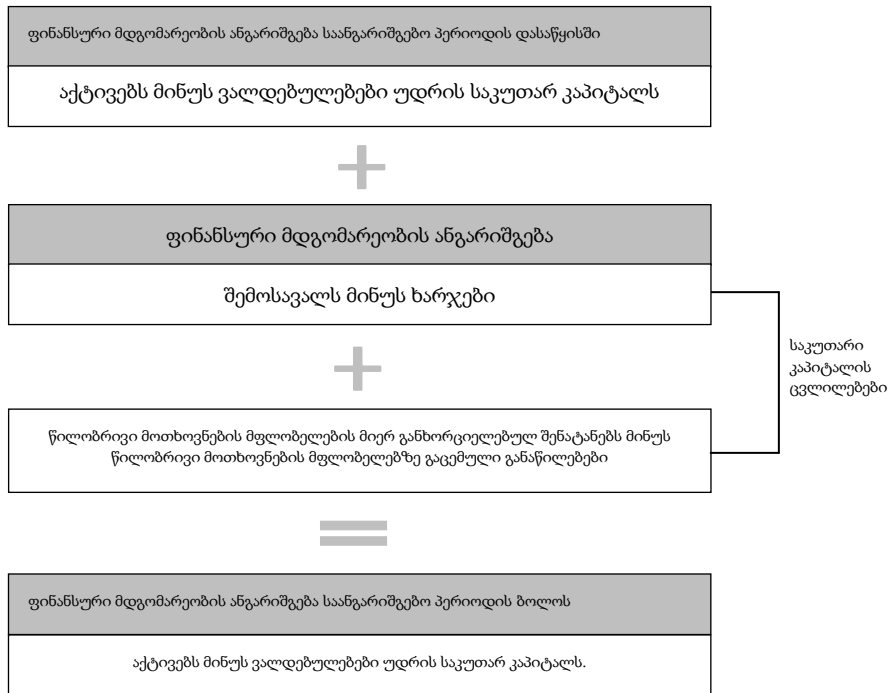 ფინანსური მდგომარეობის ანგარიშგება საანგარიშგებო პერიოდის დასაწყისში
აქტივებს მინუს ვალდებულებები უდრის საკუთარ კაპიტალს
+
ფინანსური მდგომარეობის ანგარიშგება
შემოსავალს მინუს ხარჯები
+
საკუთარი
კაპიტალის
ცვლილებები
წილობრივი მოთხოვნების მფლობელების მიერ განხორციელებულ შენატანებს მინუს
წილობრივი მოთხოვნების მფლობელებზე გაცემული განაწილებები
=
ფინანსური მდგომარეობის ანგარიშგება საანგარიშგებო პერიოდის ბოლოს
აქტივებს მინუს ვალდებულებები უდრის საკუთარ კაპიტალს.